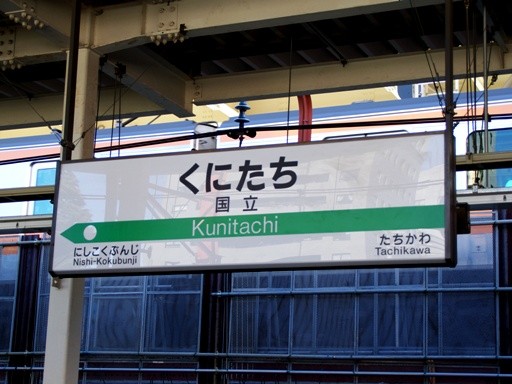 くにたち
国立
Kunitachi
にしこくぶんじ
Nishi-Kokubunji
たちかわ
Tachikawa